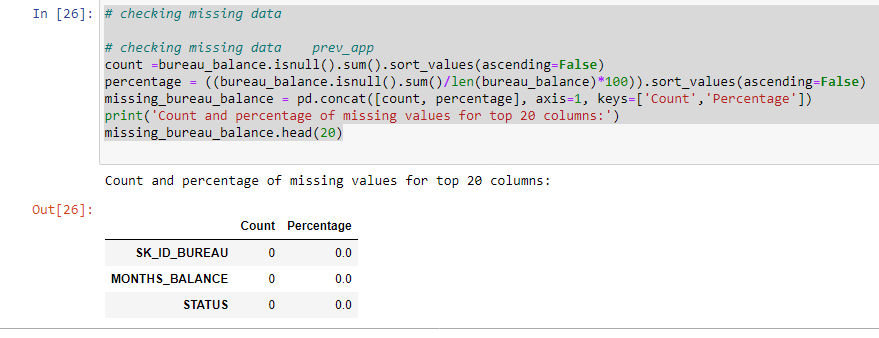 In [26]: # checking missing data
# checking missing data    prev_app
count =bureau_balance.isnull().sum().sort_values(ascending=False)
percentage = ((bureau_balance.isnull().sum()/len(bureau_balance)*100)).sort_values(ascending=False)
missing_bureau_balance = pd.concat([count, percentage], axis=1, keys=['Count','Percentage'])
print('Count and percentage of missing values for top 20 columns:')
missing_bureau_balance.head(20)
Count and percentage of missing values for top 20 columns:
Out[26]:
Count Percentage
SK_ID_BUREAU 0 0.0
MONTHS_BALANCE 0 0.0
STATUS 0 0.0